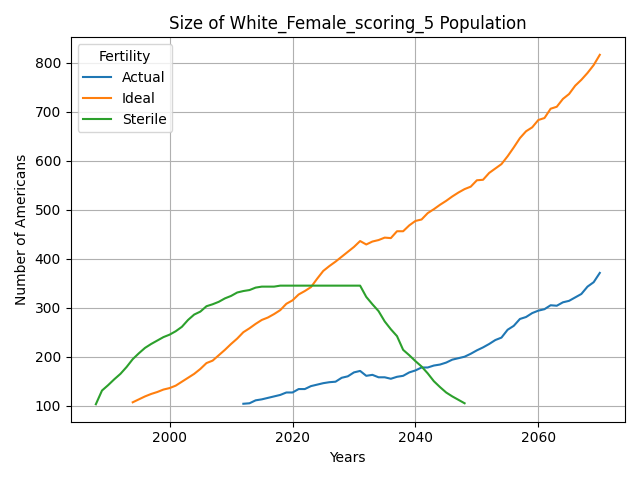 Size of White_Female_scoring_5 Population
Fertility
Actual
Ideal
Sterile
Number of Americans
800
700
600
500
400
300
200
100
2000 2020 2040 2060
Years